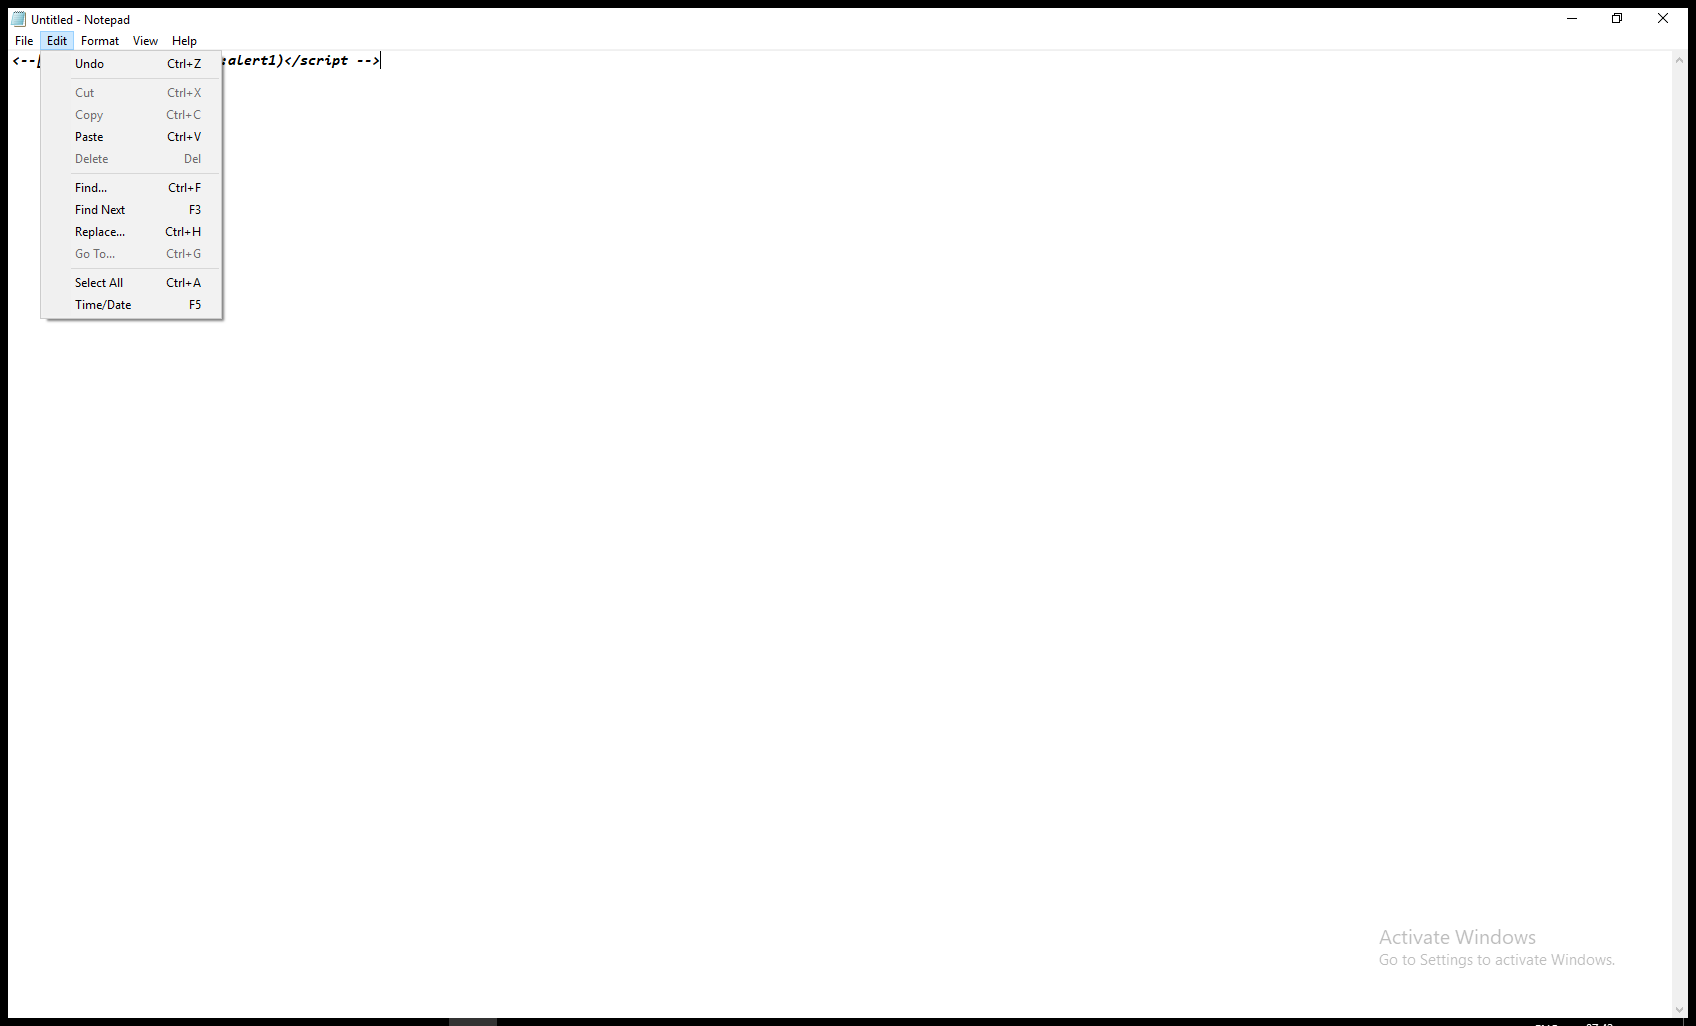 Untitled - Notepad
File Edit Format View Help
<-- :alert1)</script -->
Undo Ctrl+Z
Cut Ctrl+X
Copy Ctrl+C
Paste Ctrl+V
Delete Del
Find... Ctrl+F
Find Next F3
Replace... Ctrl+H
Go To... Ctrl+G
Select All Ctrl+A
Time/Date F5
Activate Windows
Go to Settings to activate Windows.